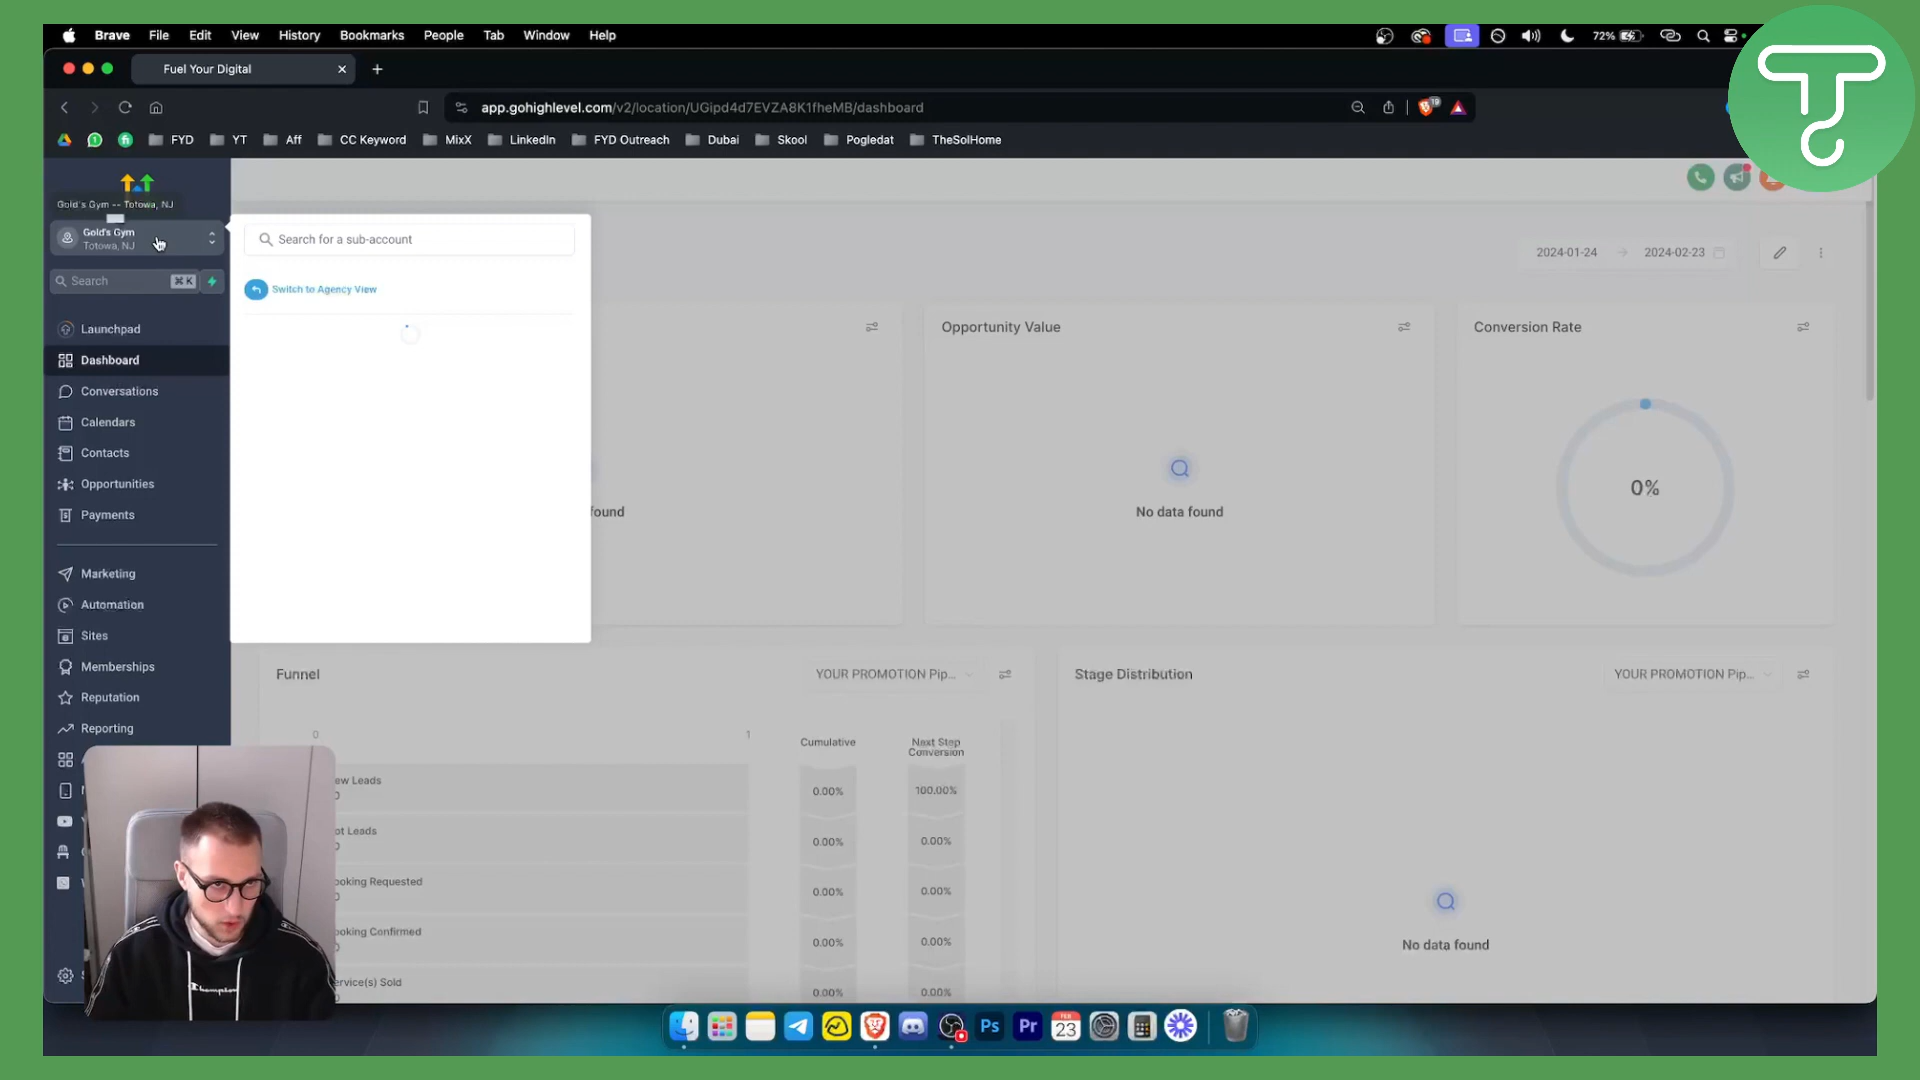 Brave File Edit View History Bookmarks People Tab Window Help
72%
Fuel Your Digital
app.gohighlevel.com/v2/location/UGipd4d7EVZA8K1fheMB/dashboard
19
FYD YT Aff CC Keyword MixX LinkedIn FYD Outreach Dubai Skool Pogledat TheSolHome
Gold's Gym -- Totowa, NJ
Gold's Gym
Totowa, NJ
Search for a sub-account
2024-01-24 → 2024-02-23
Search ⌘K
Switch to Agency View
Launchpad
Opportunity Value
Conversion Rate
Dashboard
Conversations
Calendars
Contacts
Opportunities
0%
Payments
found
No data found
Marketing
Automation
Sites
Memberships
Funnel
YOUR PROMOTION Pip...
Stage Distribution
YOUR PROMOTION Pip...
Reputation
Reporting
0 1
Cumulative
Next Step
Conversion
ew Leads
0.00% 100.00%
ot Leads
0.00% 0.00%
ooking Requested
0.00% 0.00%
ooking Confirmed
0.00% 0.00%
No data found
ervice(s) Sold
0.00% 0.00%
Champion
Ps Pr FEB 23